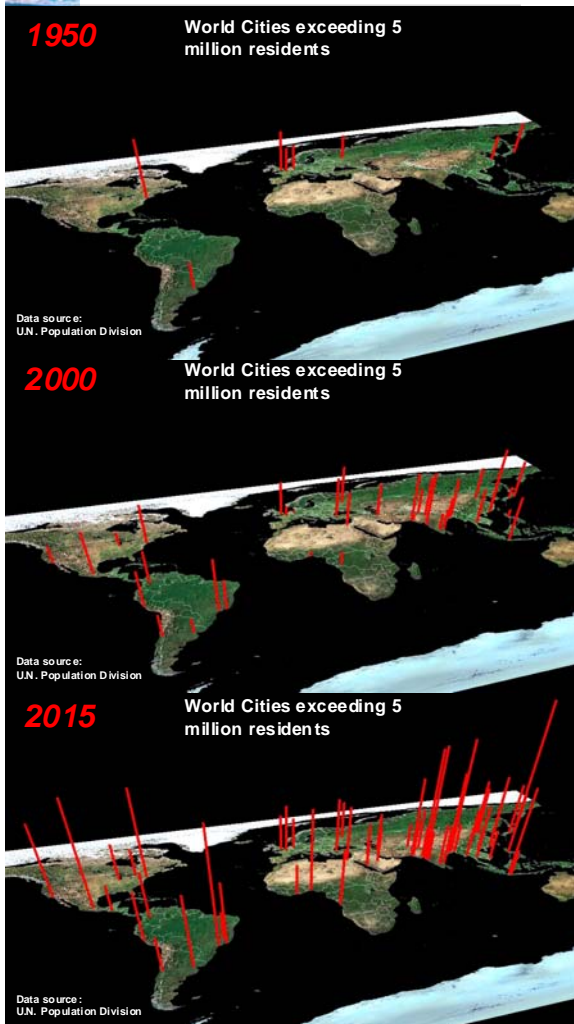 1950
World Cities exceeding 5
million residents
Data source:
U.N. Population Division
2000
World Cities exceeding 5
million residents
Data source:
U.N. Population Division
2015
World Cities exceeding 5
million residents
Data source:
U.N. Population Division